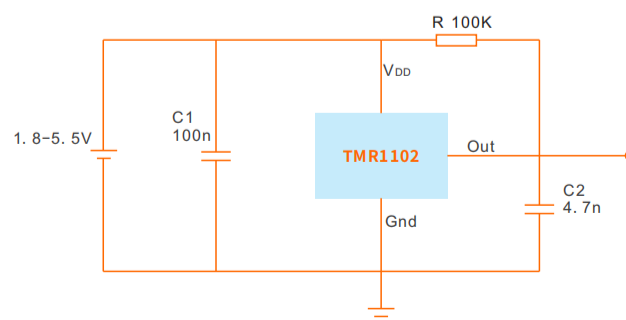 R 100K
VDD
C1
100n
1.8-5.5V
TMR1102
Out
C2
4.7n
Gnd